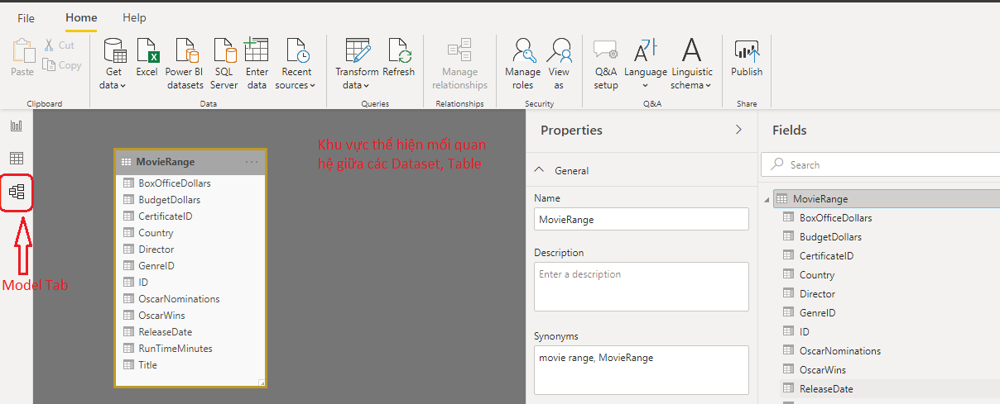 File Home Help
Paste
Cut
Copy
Get data
Excel
Power BI datasets
SQL Server
Enter data
Recent sources
Transform data
Refresh
Manage relationships
Manage roles
View as
Q&A setup
Language
Linguistic schema
Publish
Clipboard Data Queries Relationships Security Q&A Share
Model Tab
MovieRange ...
BoxOfficeDollars
BudgetDollars
CertificateID
Country
Director
GenreID
ID
OscarNominations
OscarWins
ReleaseDate
RunTimeMinutes
Title
Khu vực thể hiện mối quan
hệ giữa các Dataset, Table
Properties
General
Name
MovieRange
Description
Enter a description
Synonyms
movie range, MovieRange
Fields
Search
MovieRange
BoxOfficeDollars
BudgetDollars
CertificateID
Country
Director
GenreID
ID
OscarNominations
OscarWins
ReleaseDate